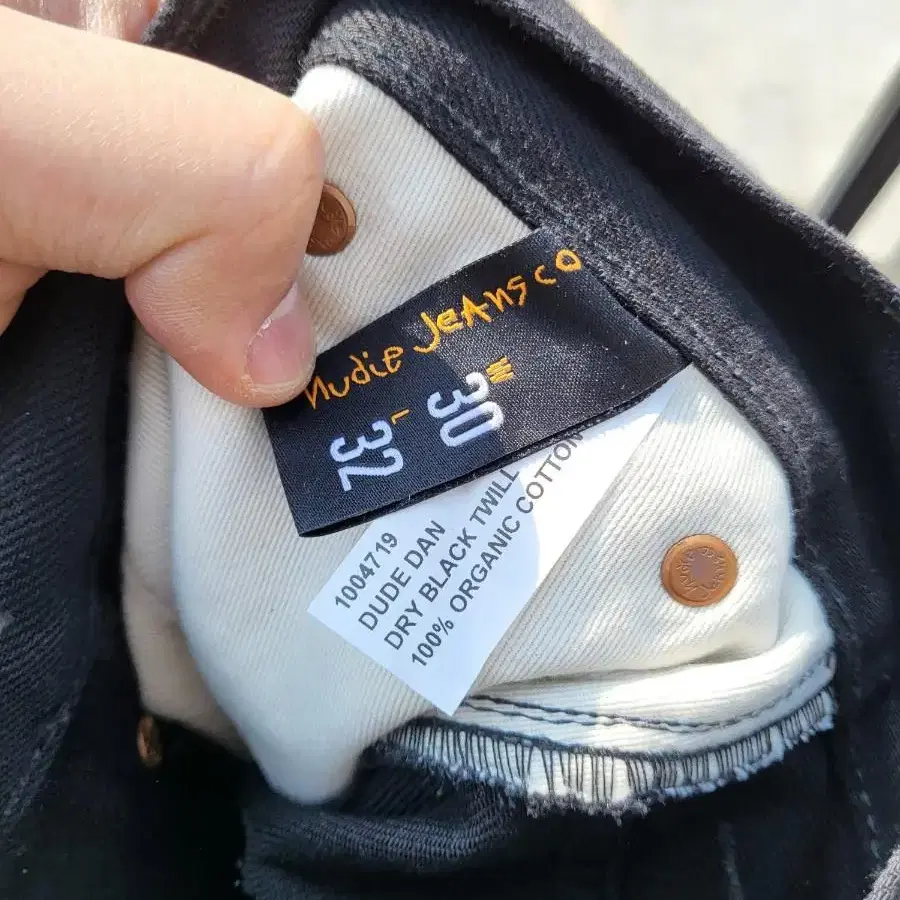 nudie JeAnS co
W
30
L
32
1004719
DUDE DAN
DRY BLACK TWILL
100% ORGANIC COTTON